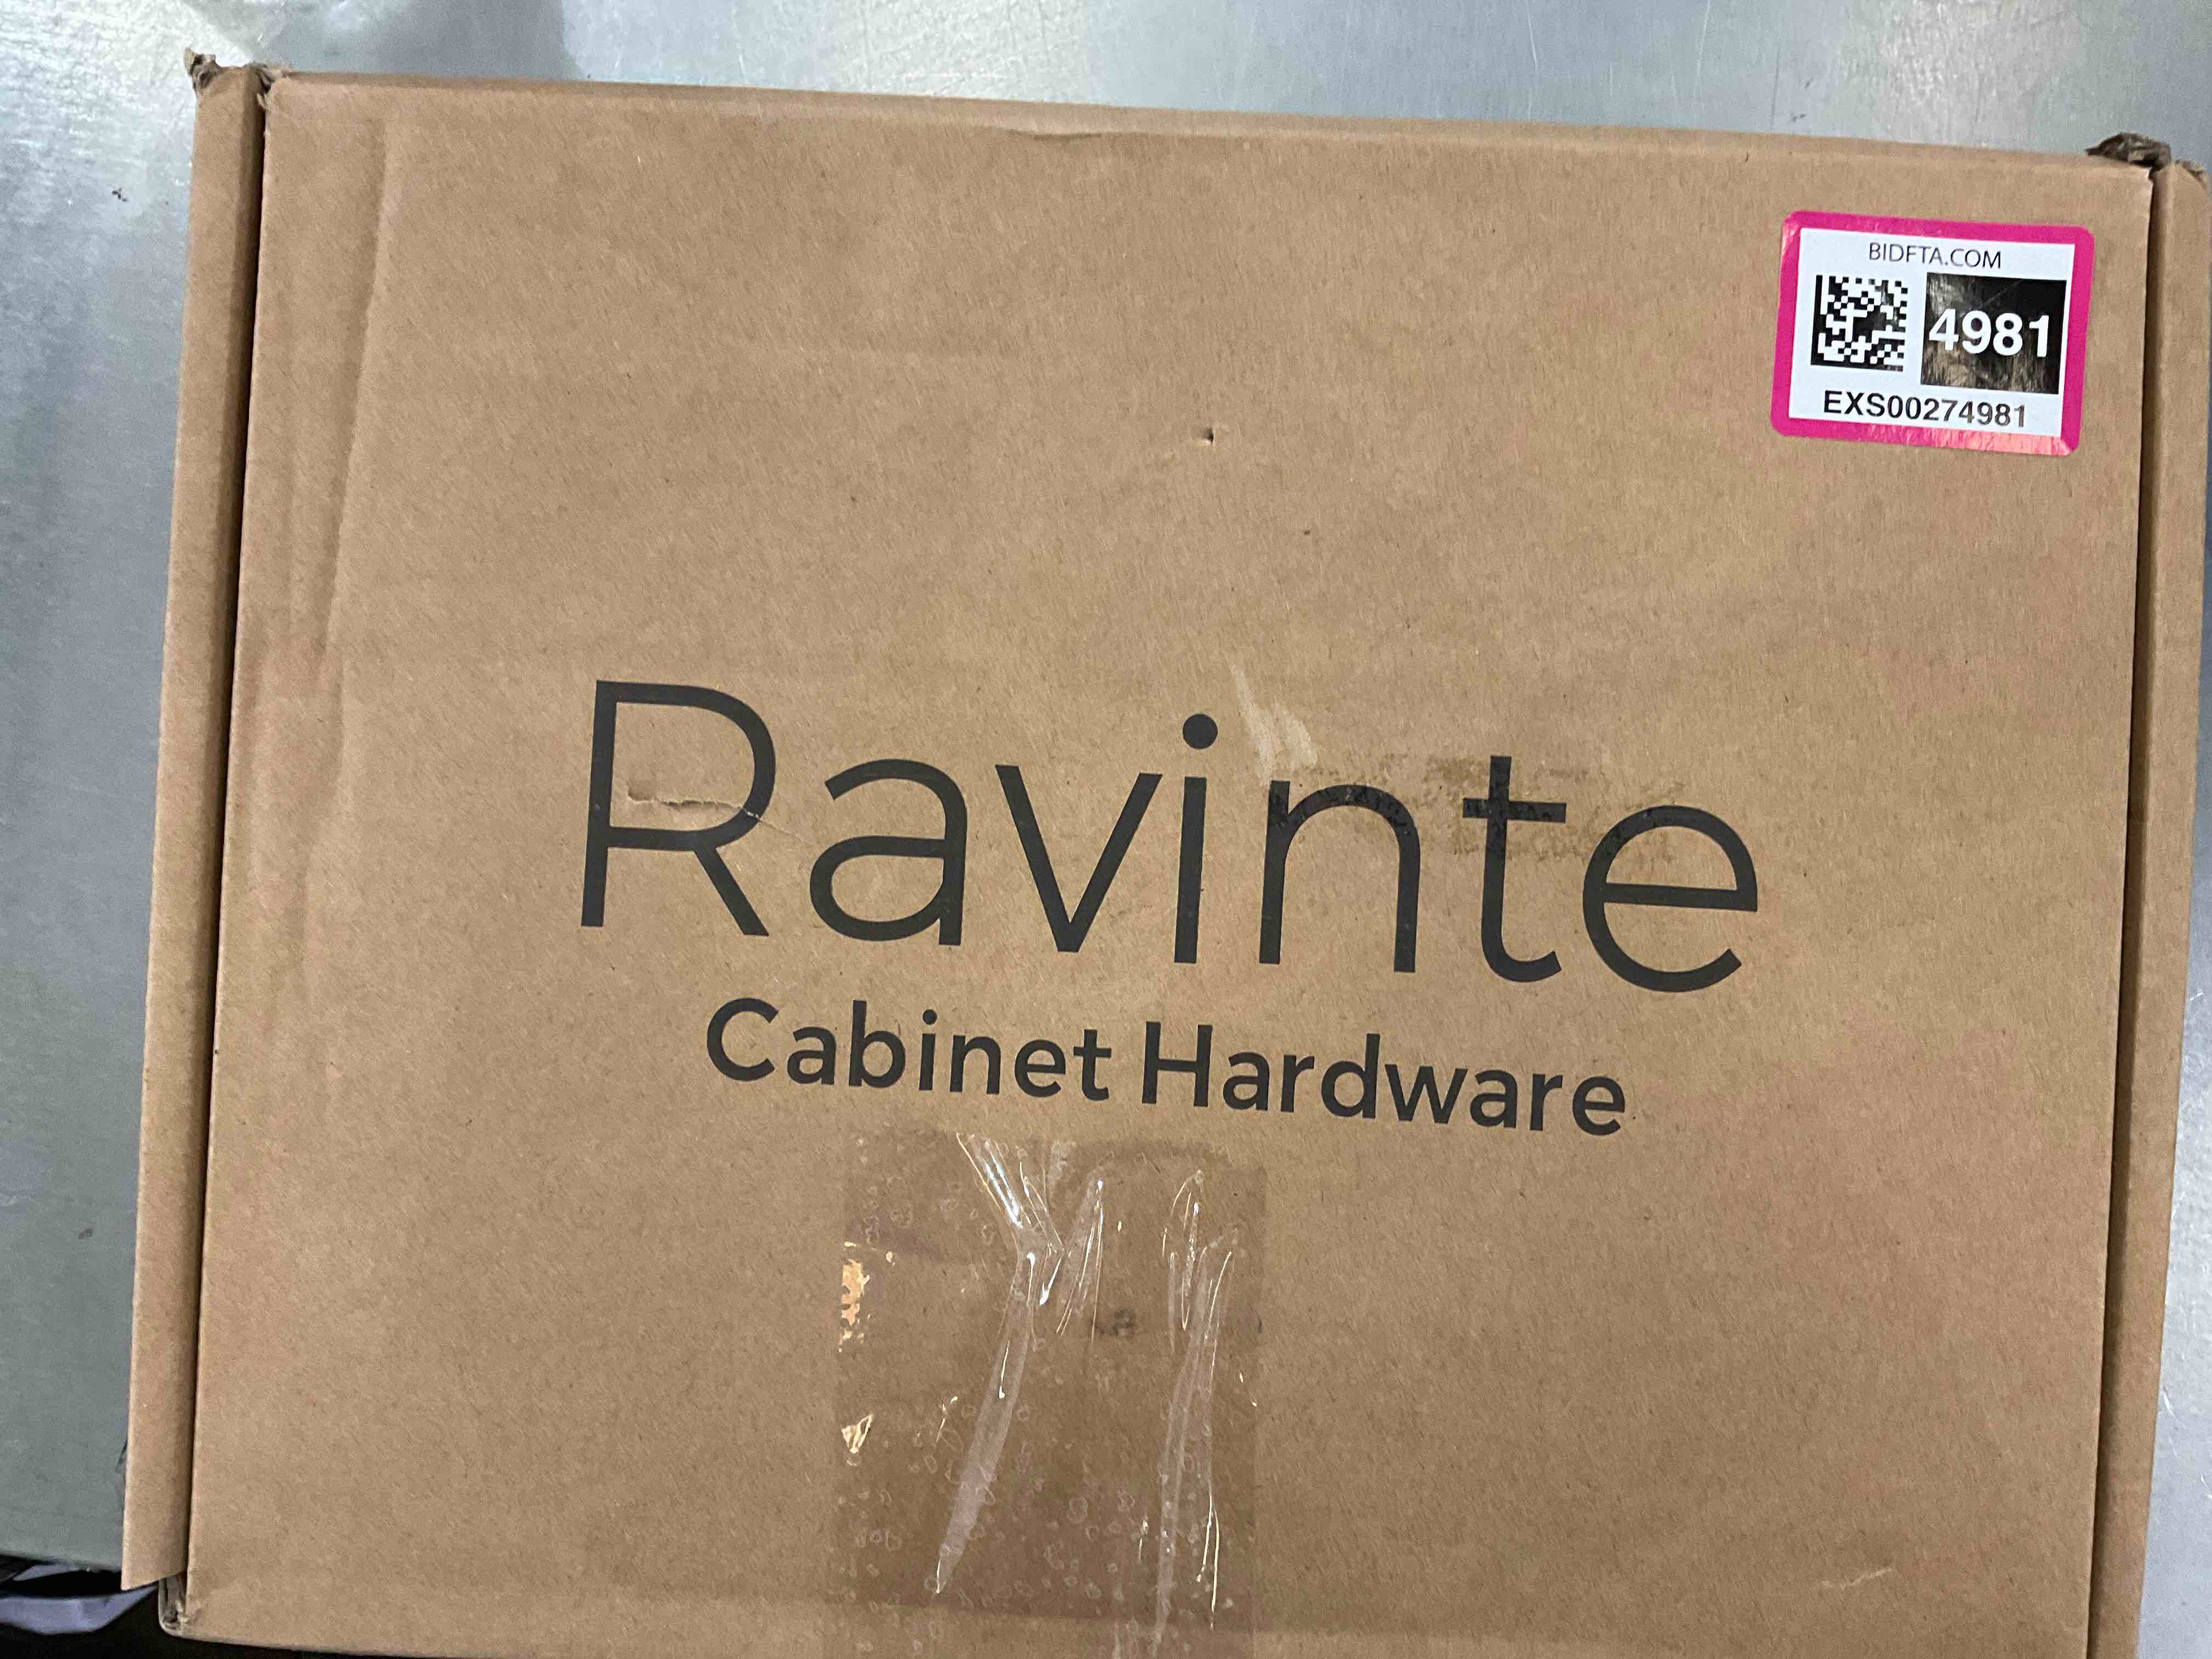 BIDFTA.COM
4981
EXS00274981
Ravinte
Cabinet Hardware